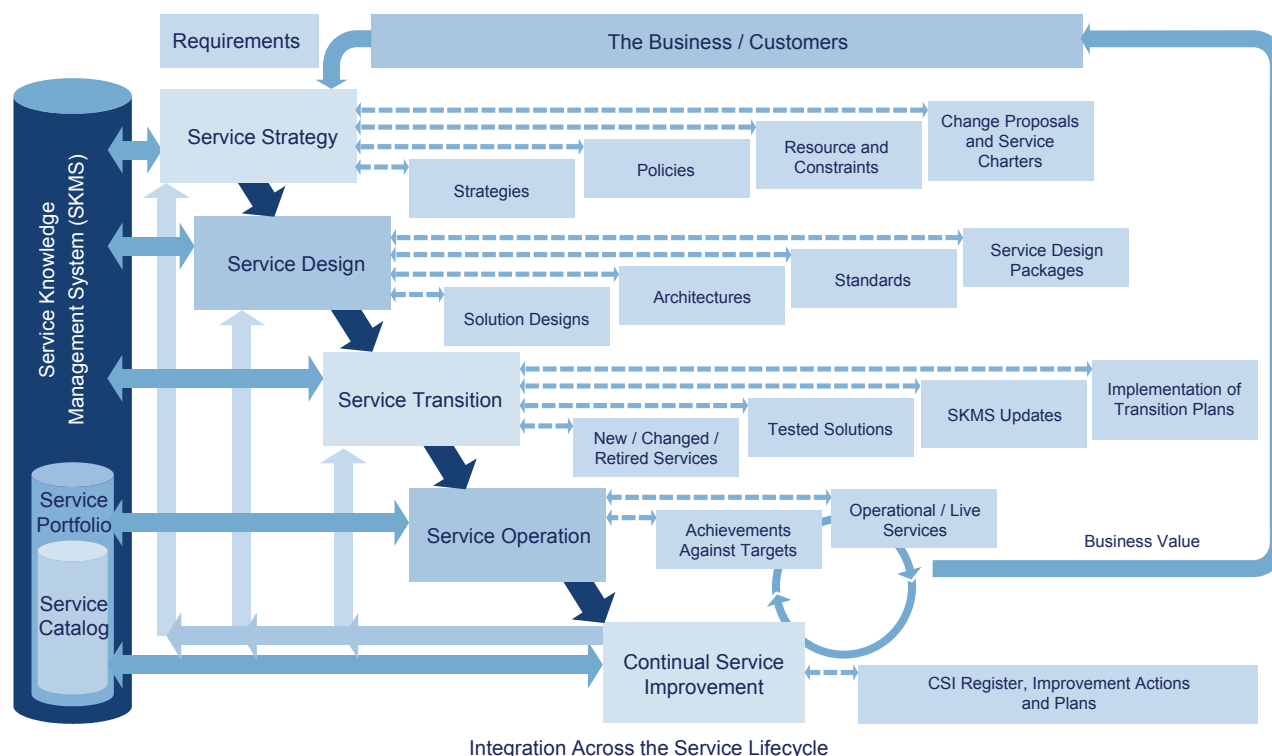 Requirements
The Business / Customers
Service Strategy
Strategies
Policies
Resource and
Constraints
Change Proposals
and Service
Charters
Service Knowledge
Management System (SKMS)
Service Design
Solution Designs
Architectures
Standards
Service Design
Packages
Service Transition
New / Changed /
Retired Services
Tested Solutions
SKMS Updates
Implementation of
Transition Plans
Service
Portfolio
Service
Catalog
Service Operation
Achievements
Against Targets
Operational / Live
Services
Business Value
Continual Service
Improvement
CSI Register, Improvement Actions
and Plans
Integration Across the Service Lifecycle